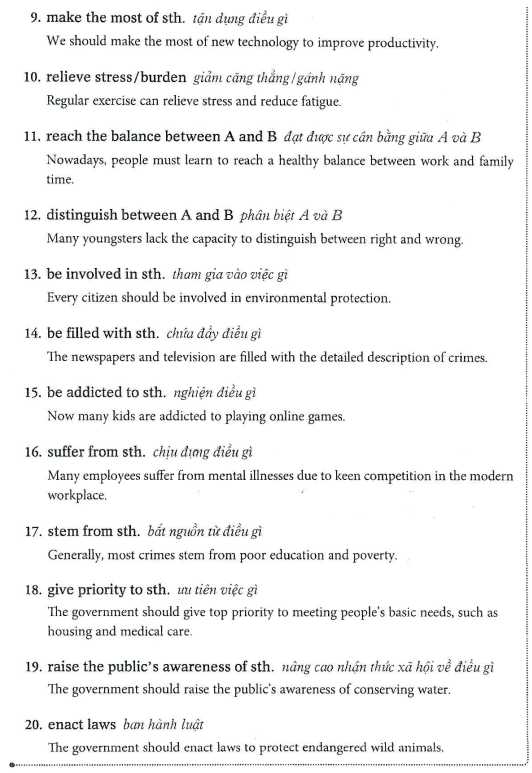 9. make the most of sth. tận dụng điều gì
We should make the most of new technology to improve productivity.
10. relieve stress/burden giảm căng thẳng/gánh nặng
Regular exercise can relieve stress and reduce fatigue.
11. reach the balance between A and B đạt được sự cân bằng giữa A và B
Nowadays, people must learn to reach a healthy balance between work and family
time.
12. distinguish between A and B phân biệt A và B
Many youngsters lack the capacity to distinguish between right and wrong.
13. be involved in sth. tham gia vào việc gì
Every citizen should be involved in environmental protection.
14. be filled with sth. chứa đầy điều gì
The newspapers and television are filled with the detailed description of crimes.
15. be addicted to sth. nghiện điều gì
Now many kids are addicted to playing online games.
16. suffer from sth. chịu đựng điều gì
Many employees suffer from mental illnesses due to keen competition in the modern
workplace.
17. stem from sth. bắt nguồn từ điều gì
Generally, most crimes stem from poor education and poverty.
18. give priority to sth. ưu tiên việc gì
The government should give top priority to meeting people's basic needs, such as
housing and medical care.
19. raise the public's awareness of sth. nâng cao nhận thức xã hội về điều gì
The government should raise the public's awareness of conserving water.
20. enact laws ban hành luật
The government should enact laws to protect endangered wild animals.